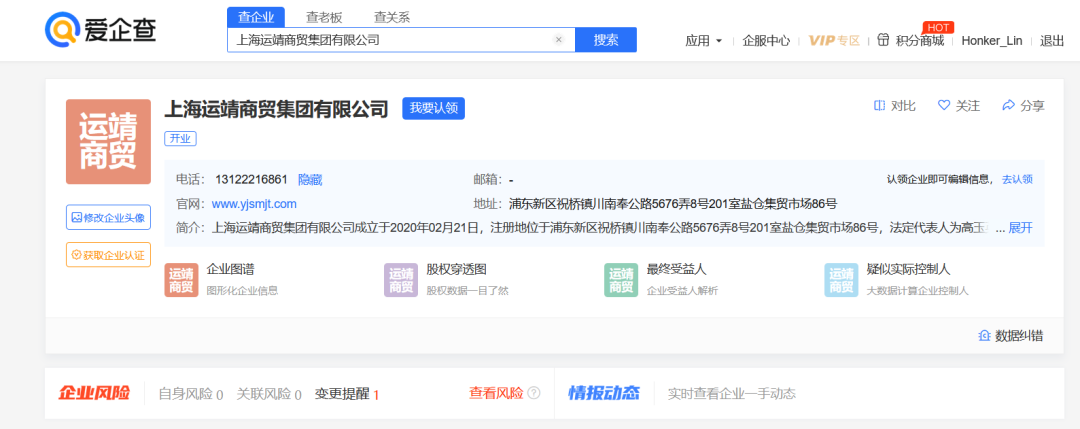 爱企查
查企业 查老板 查关系
上海运靖商贸集团有限公司 × 搜索
应用 企服中心 VIP专区 积分商城 HOT Honker_Lin 退出
运靖商贸
上海运靖商贸集团有限公司 我要认领
对比 关注 分享
开业
电话： 13122216861 隐藏 邮箱：- 认领企业即可编辑信息，去认领
官网：www.yjsmjt.com 地址：浦东新区祝桥镇川南奉公路5676弄8号201室盐仓集贸市场86号
简介：上海运靖商贸集团有限公司成立于2020年02月21日，注册地位于浦东新区祝桥镇川南奉公路5676弄8号201室盐仓集贸市场86号，法定代表人为高玉 ... 展开
修改企业头像
获取企业认证
运靖商贸 企业图谱 运靖商贸 股权穿透图 运靖商贸 最终受益人 运靖商贸 疑似实际控制人
图形化企业信息 股权数据一目了然 企业受益人解析 大数据计算企业控制人
数据纠错
企业风险 自身风险 0 关联风险 0 变更提醒 1 查看风险 ? 情报动态 实时查看企业一手动态